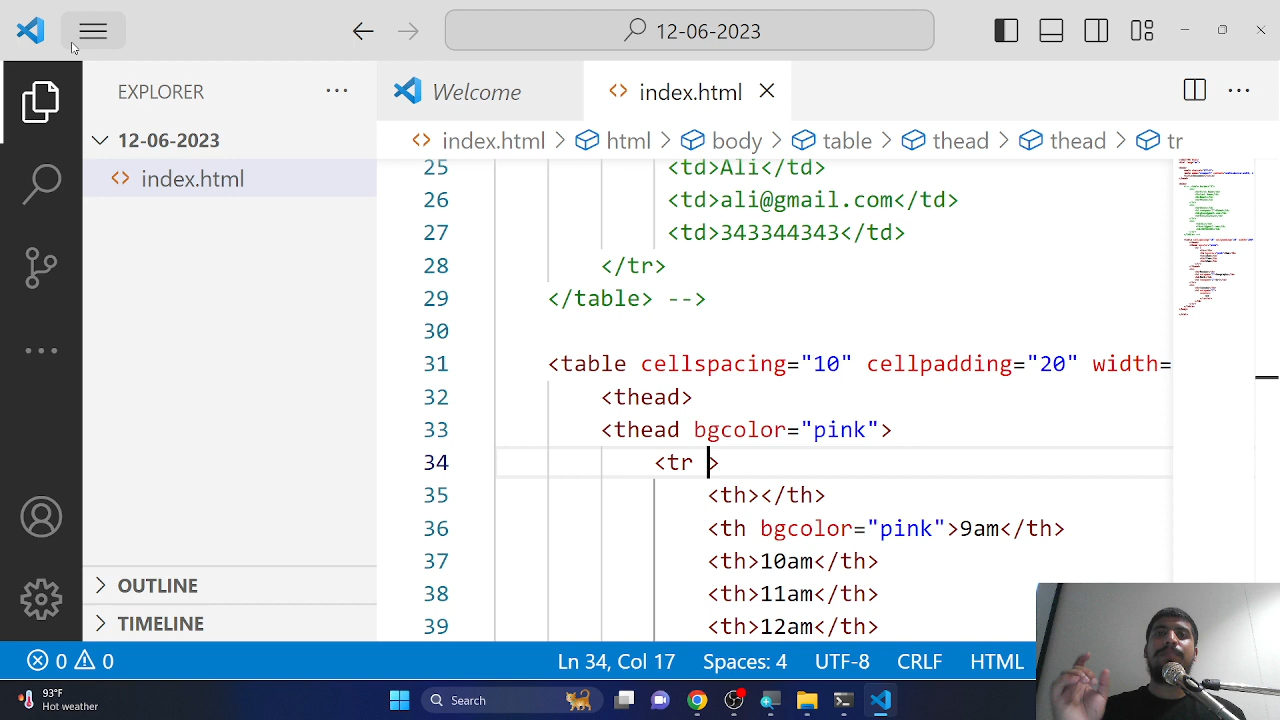 12-06-2023
EXPLORER
Welcome
index.html
12-06-2023
index.html > html > body > table > thead > thead > tr
index.html
25 <td>Ali</td>
26 <td>ali@gmail.com</td>
27 <td>343344343</td>
28 </tr>
29 </table> -->
30
31 <table cellspacing="10" cellpadding="20" width=
32 <thead>
33 <thead bgcolor="pink">
34 <tr >
35 <th></th>
36 <th bgcolor="pink">9am</th>
37 <th>10am</th>
38 <th>11am</th>
39 <th>12am</th>
OUTLINE
TIMELINE
0 0
Ln 34, Col 17
Spaces: 4
UTF-8
CRLF
HTML
93°F
Hot weather
Search